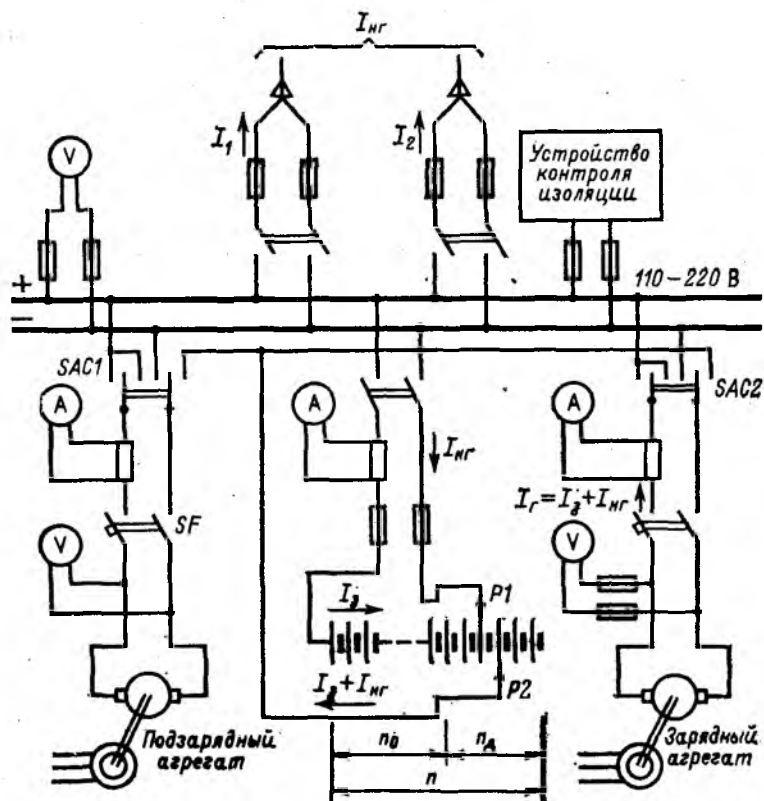 Iнг
I1
I2
V
Устройство
контроля
изоляции
+
−
110−220 В
SAC1
SAC2
A
A
A
Iнг
Iг=Iз+Iнг
V
SF
V
Iз
P1
Iз+Iнг
P2
Подзарядный
агрегат
n0
nд
n
Зарядный
агрегат